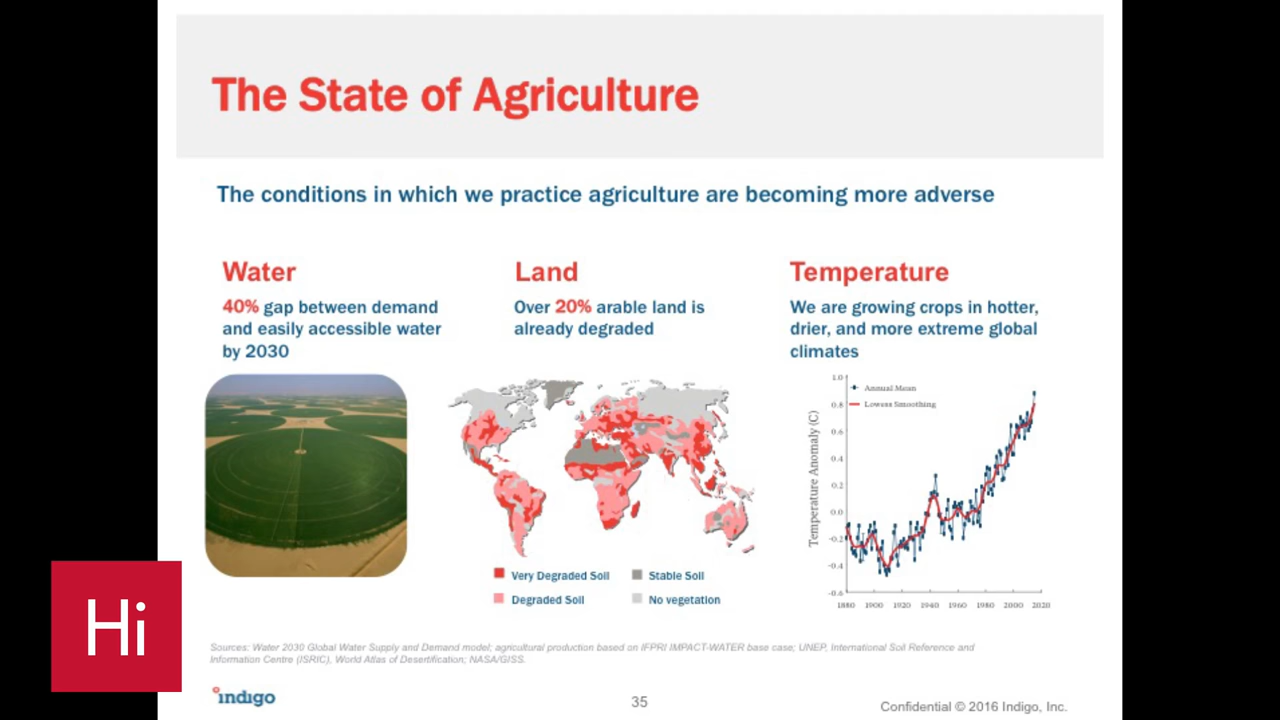 The State of Agriculture
The conditions in which we practice agriculture are becoming more adverse
Water
40% gap between demand
and easily accessible water
by 2030
Land
Over 20% arable land is
already degraded
Temperature
We are growing crops in hotter,
drier, and more extreme global
climates
Very Degraded Soil
Stable Soil
Degraded Soil
No vegetation
Temperature Anomaly (C)
Annual Mean
Lowess Smoothing
1.0
0.8
0.6
0.4
0.2
0.0
-0.2
-0.4
-0.6
1880 1900 1920 1940 1960 1980 2000 2020
Hi
Sources: Water 2030 Global Water Supply and Demand model; agricultural production based on IFPRI IMPACT-WATER base case; UNEP, International Soil Reference and
Information Centre (ISRIC), World Atlas of Desertification; NASA/GISS.
indigo
35
Confidential © 2016 Indigo, Inc.